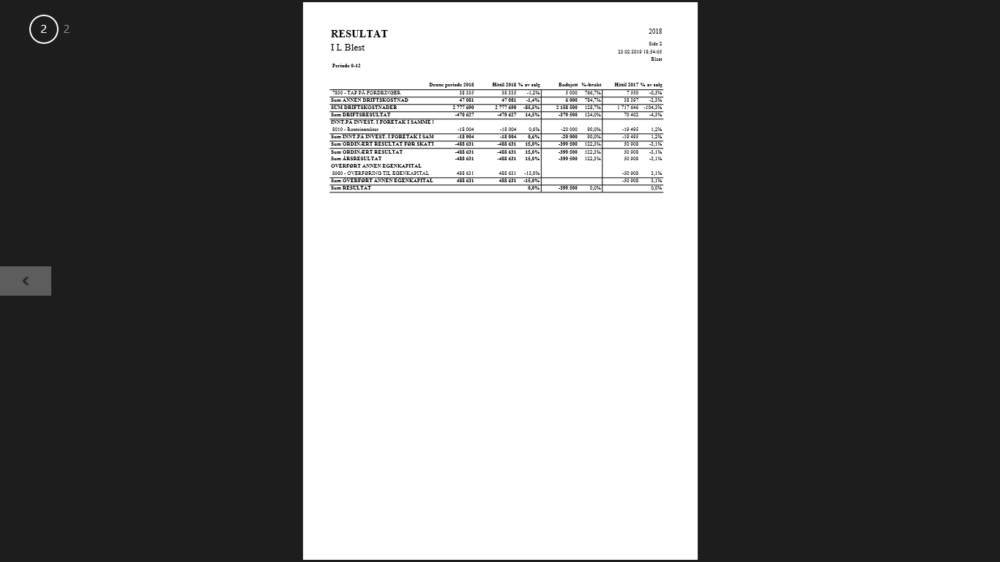 2 2
RESULTAT 2018
I L Blest
Side 2
23.02.2019 18:54:05
Blest
Periode 0-12
Denne periode 2018 Hittil 2018 % av salg Budsjett %-brukt Hittil 2017 % av salg
7830 - TAP PÅ FORDRINGER 38 335 38 335 -1,2% 5 000 766,7% 7 550 -0,5%
Sum ANNEN DRIFTSKOSTNAD 47 081 47 081 -1,4% 6 000 784,7% 38 397 -2,3%
SUM DRIFTSKOSTNADER 2 777 690 2 777 690 -85,5% 2 158 500 128,7% 1 717 646 -104,3%
Sum DRIFTSRESULTAT -470 627 -470 627 14,5% -379 500 124,0% 70 402 -4,3%
INNT.PÅ INVEST. I FORETAK I SAMME I
8010 - Renteinntekter -18 004 -18 004 0,6% -20 000 90,0% -19 495 1,2%
Sum INNT.PÅ INVEST. I FORETAK I SAM -18 004 -18 004 0,6% -20 000 90,0% -19 495 1,2%
Sum ORDINÆRT RESULTAT FØR SKATT -488 631 -488 631 15,0% -399 500 122,3% 50 908 -3,1%
Sum ORDINÆRT RESULTAT -488 631 -488 631 15,0% -399 500 122,3% 50 908 -3,1%
Sum ÅRSRESULTAT -488 631 -488 631 15,0% -399 500 122,3% 50 908 -3,1%
OVERFØRT ANNEN EGENKAPITAL
8980 - OVERFØRING TIL EGENKAPITAL 488 631 488 631 -15,0% -50 908 3,1%
Sum OVERFØRT ANNEN EGENKAPITAL 488 631 488 631 -15,0% -50 908 3,1%
Sum RESULTAT 0,0% -399 500 0,0% 0,0%